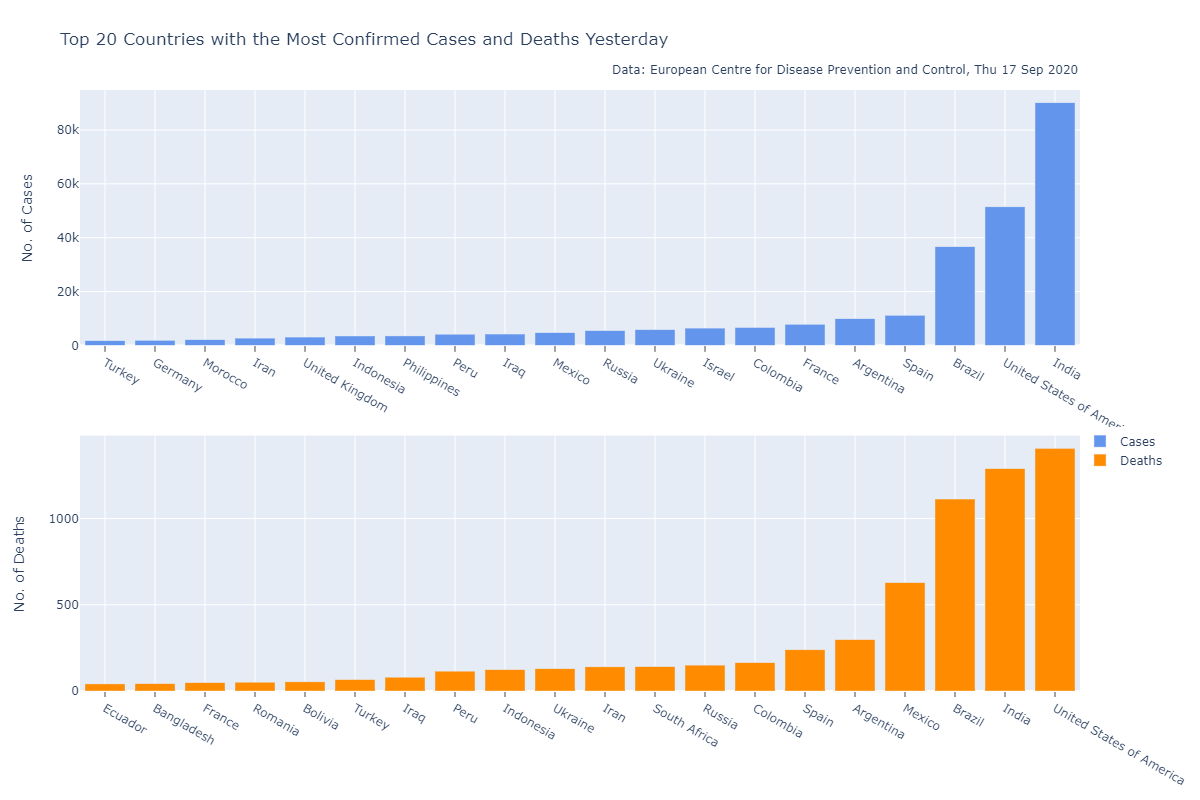 Top 20 Countries with the Most Confirmed Cases and Deaths Yesterday
Data: European Centre for Disease Prevention and Control, Thu 17 Sep 2020
No. of Cases
80k
60k
40k
20k
0
Turkey
Germany
Morocco
Iran
United Kingdom
Indonesia
Philippines
Peru
Iraq
Mexico
Russia
Ukraine
Israel
Colombia
France
Argentina
Spain
Brazil
United States of Ameri
India
Cases
Deaths
No. of Deaths
1000
500
0
Ecuador
Bangladesh
France
Romania
Bolivia
Turkey
Iraq
Peru
Indonesia
Ukraine
Iran
South Africa
Russia
Colombia
Spain
Argentina
Mexico
Brazil
India
United States of America